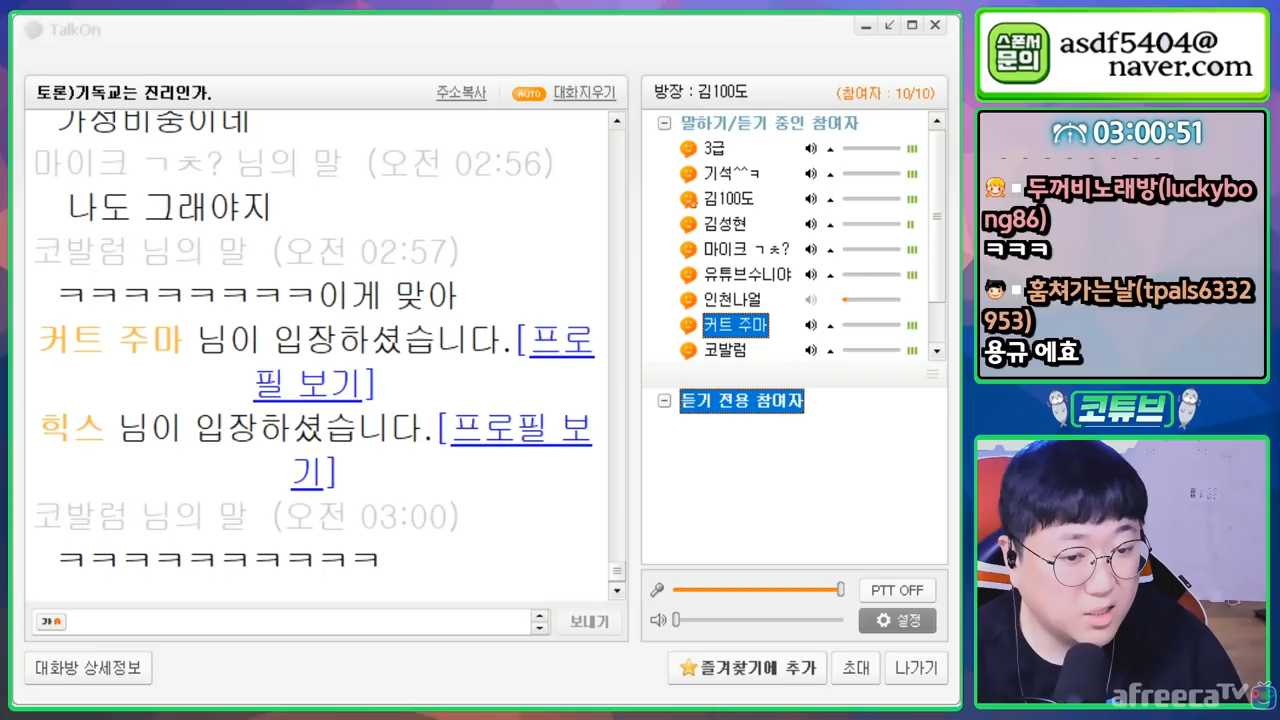 TalkOn
토론)기독교는 진리인가.
주소복사
AUTO
대화지우기
가정비중이네
마이크 ㄱㅊ? 님의 말 (오전 02:56)
나도 그래야지
코발럼 님의 말 (오전 02:57)
ㅋㅋㅋㅋㅋㅋㅋㅋ이게 맞아
커트 주마 님이 입장하셨습니다.[프로
필 보기]
힉스 님이 입장하셨습니다.[프로필 보
기]
코발럼 님의 말 (오전 03:00)
ㅋㅋㅋㅋㅋㅋㅋㅋㅋㅋ
가A
보내기
대화방 상세정보
방장 : 김100도
(참여자 : 10/10)
말하기/듣기 중인 참여자
3급
기석^^ㅋ
김100도
김성현
마이크 ㄱㅊ?
유튜브수니야
인천나얼
커트 주마
코발럼
듣기 전용 참여자
PTT OFF
설정
즐겨찾기에 추가
초대
나가기
스폰서
문의
asdf5404@
naver.com
03:00:51
두꺼비노래방(luckybo
ng86)
ㅋㅋㅋ
훔쳐가는날(tpals6332
953)
용규 에효
코튜브
afreecaTV